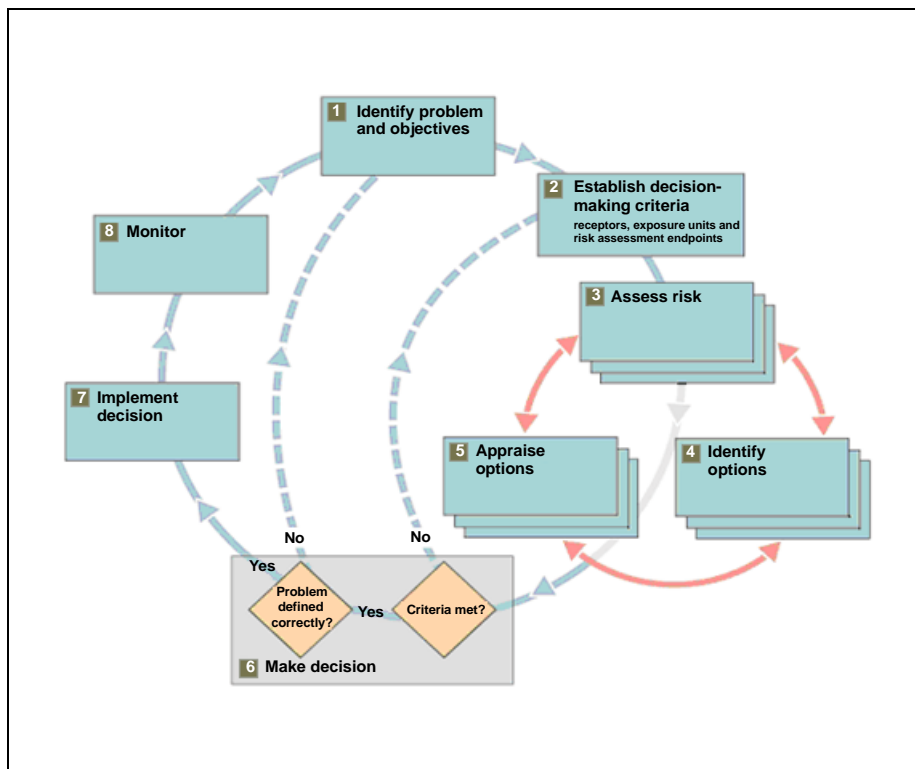 1 Identify problem
and objectives
2 Establish decision-
making criteria
receptors, exposure units and
risk assessment endpoints
8 Monitor
3 Assess risk
7 Implement
decision
5 Appraise
options
4 Identify
options
No
No
Yes
Problem
defined
correctly?
Yes
Criteria met?
6 Make decision